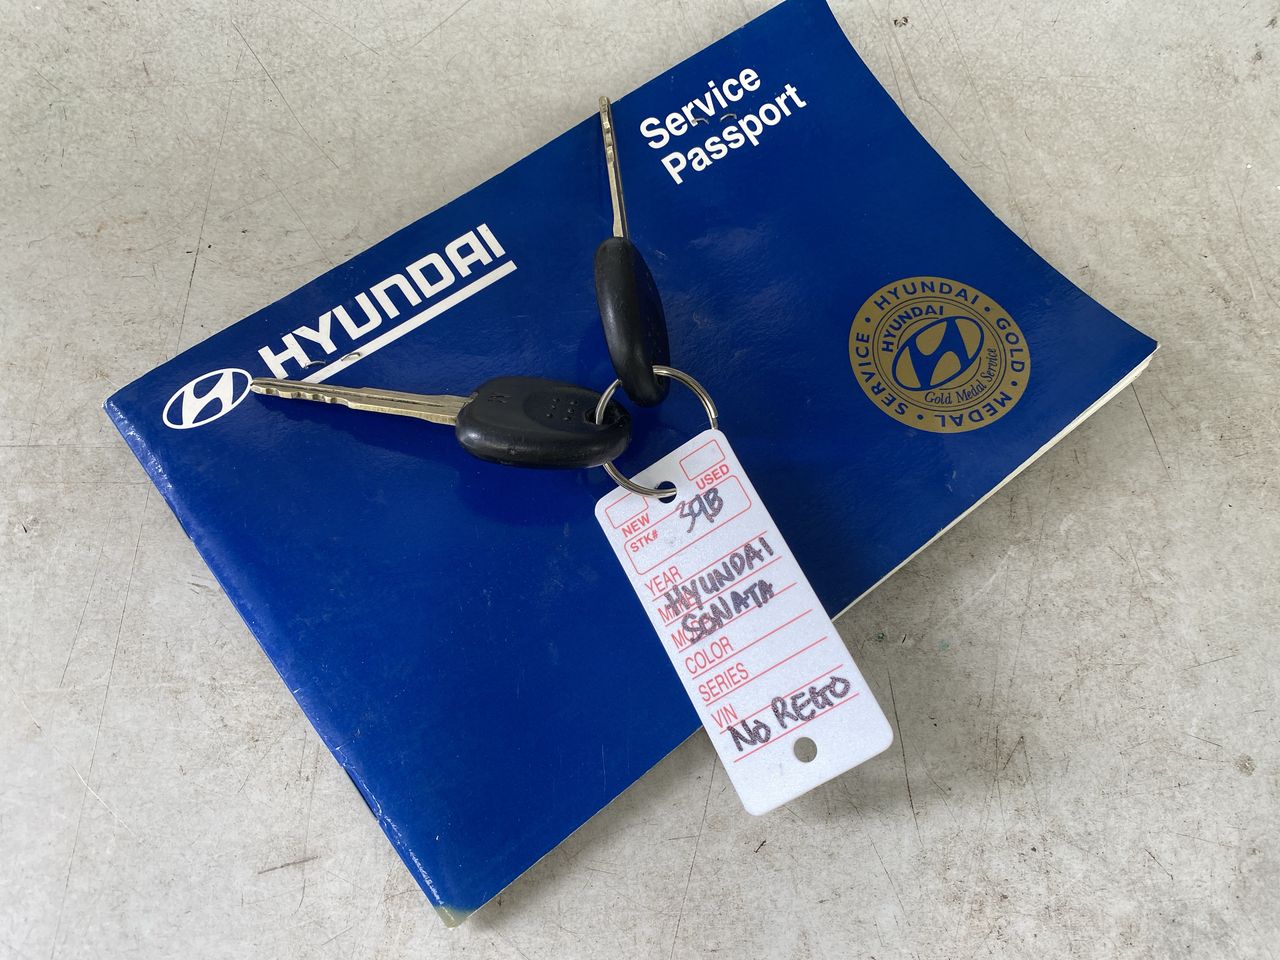 Service
Passport
HYUNDAI
HYUNDAI • GOLD • MEDAL • SERVICE •
HYUNDAI
Gold Medal Service
NEW
USED
STK# 39B
YEAR
MAKE HYUNDAI
MODEL SONATA
COLOR
SERIES
VIN
NO REGO